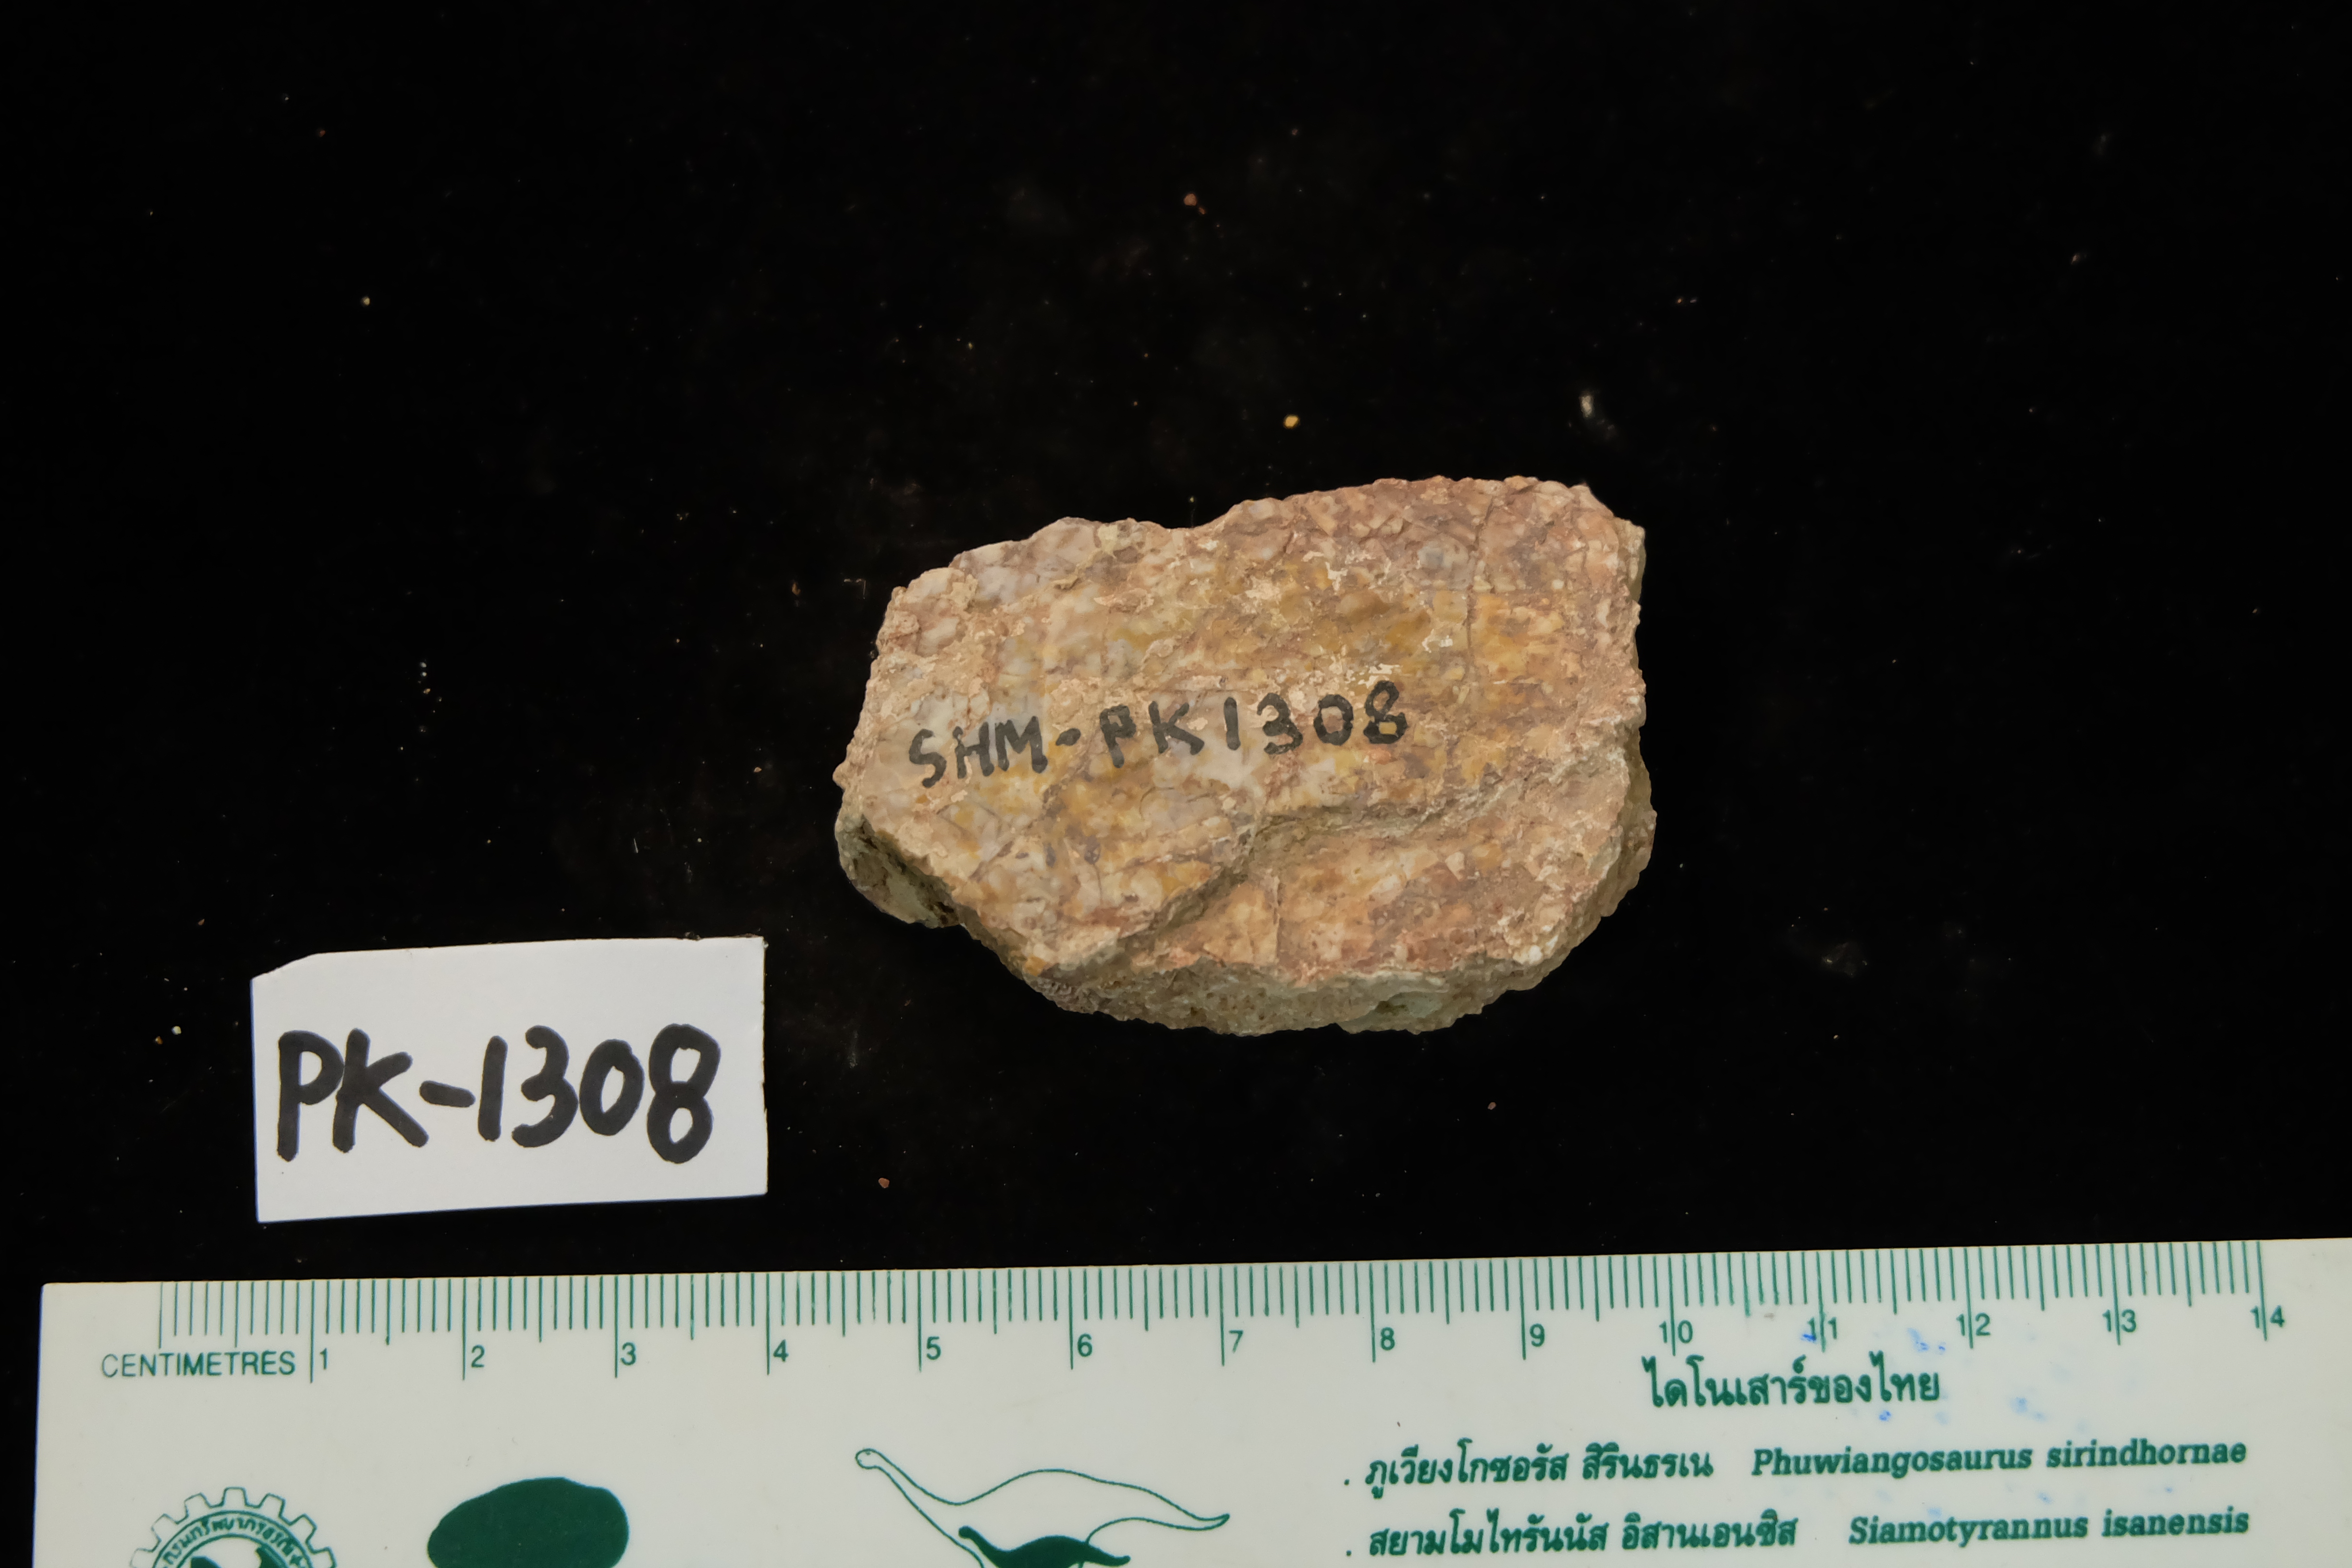 SHM-PK1308
PK-1308
CENTIMETRES 1 2 3 4 5 6 7 8 9 10 11 12 13 14
ไดโนเสาร์ของไทย
. ภูเวียงโกซอรัส สิรินธรเน Phuwiangosaurus sirindhornae
. สยามโมไทรันนัส อิสานเอนซิส Siamotyrannus isanensis